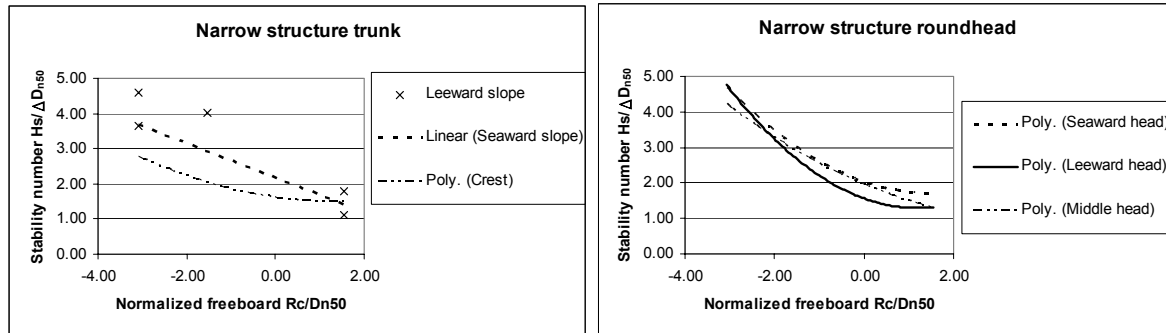 Narrow structure trunk
Stability number Hs/ΔDn50
5.00
4.00
3.00
2.00
1.00
0.00
-4.00 -2.00 0.00 2.00
Normalized freeboard Rc/Dn50
Leeward slope
Linear (Seaward slope)
Poly. (Crest)
Narrow structure roundhead
Stability number Hs/ΔDn50
5.00
4.00
3.00
2.00
1.00
0.00
-4.00 -2.00 0.00 2.00
Normalized freeboard Rc/Dn50
Poly. (Seaward head)
Poly. (Leeward head)
Poly. (Middle head)